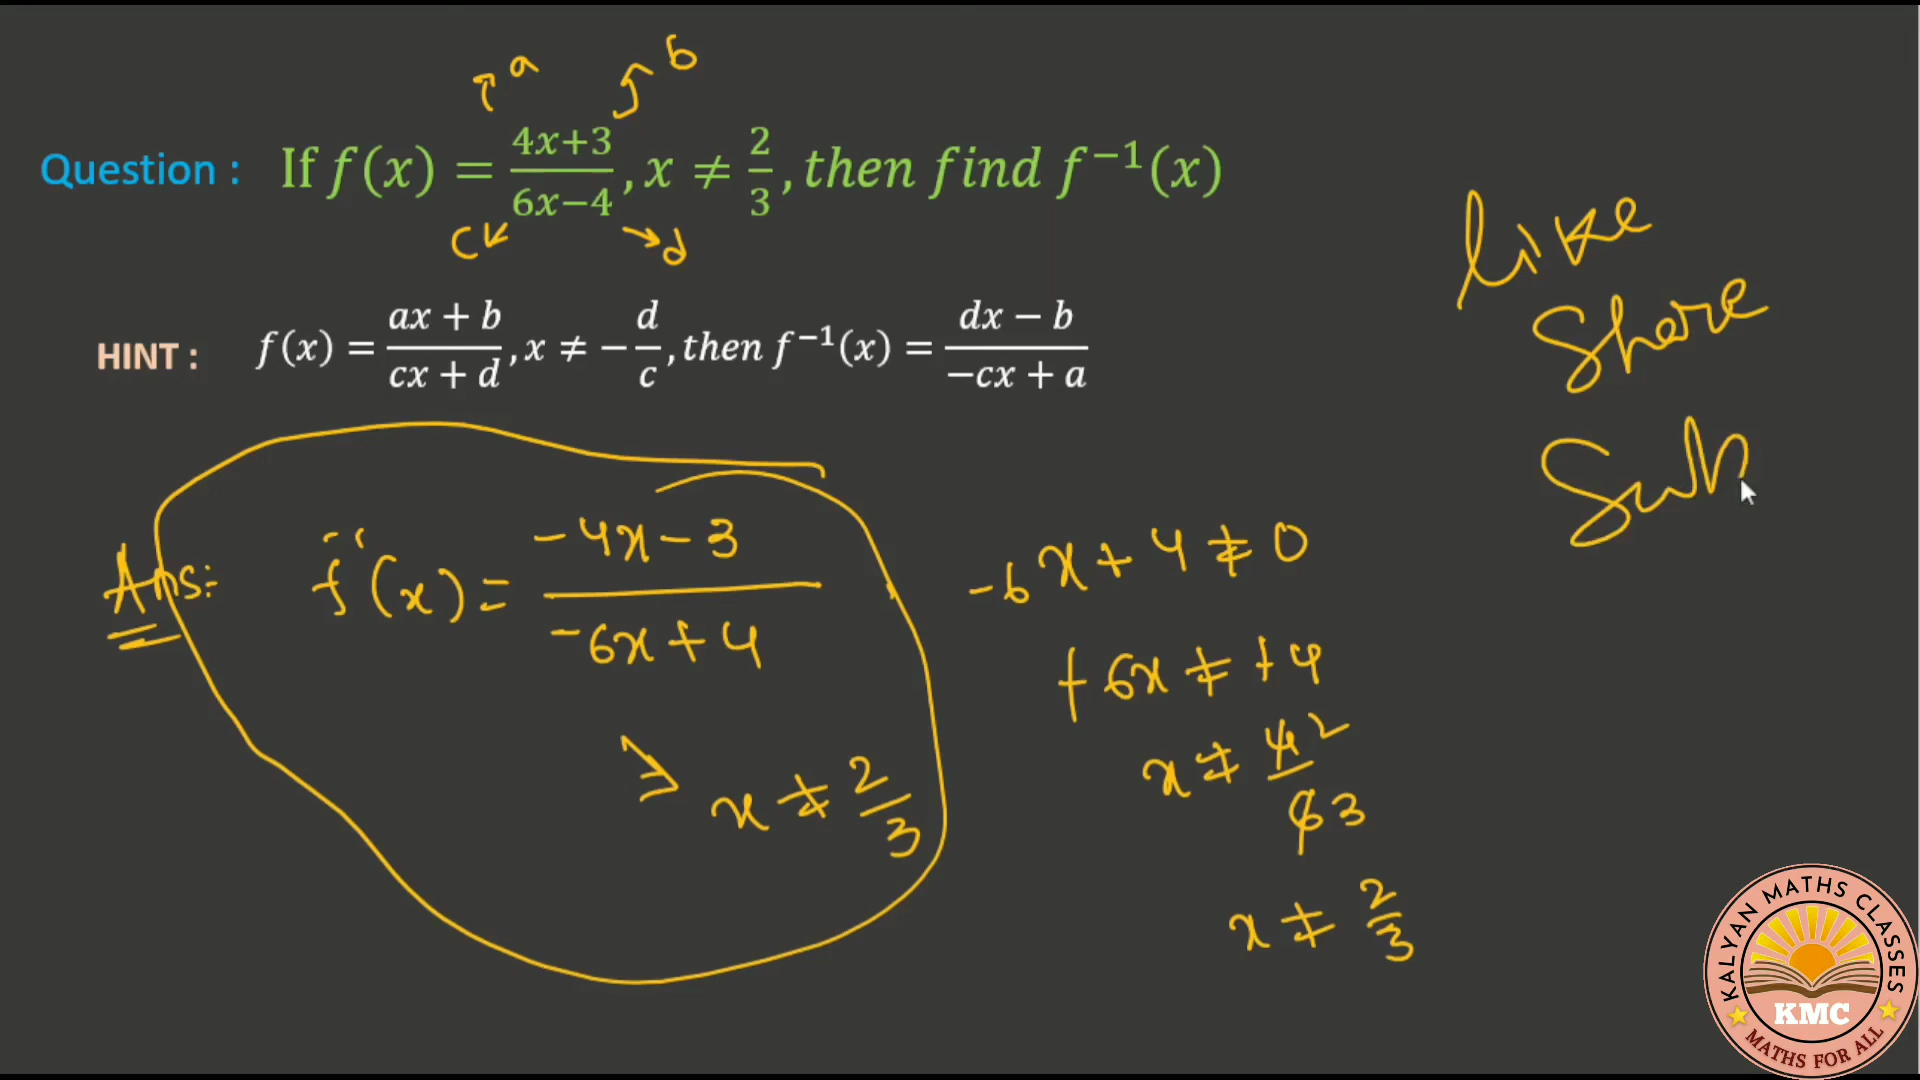 a b
Question : If f(x) = (4x+3)/(6x−4), x ≠ 2/3, then find f⁻¹(x)
c d
HINT : f(x) = (ax + b)/(cx + d), x ≠ −d/c, then f⁻¹(x) = (dx − b)/(−cx + a)
Like
Share
Sub
Ans: f⁻¹(x) = (−4x − 3)/(−6x + 4)
x ≠ 2/3
−6x + 4 ≠ 0
+6x ≠ +4
x ≠ 4/6 2/3
x ≠ 2/3
KALYAN MATHS CLASSES
KMC
MATHS FOR ALL